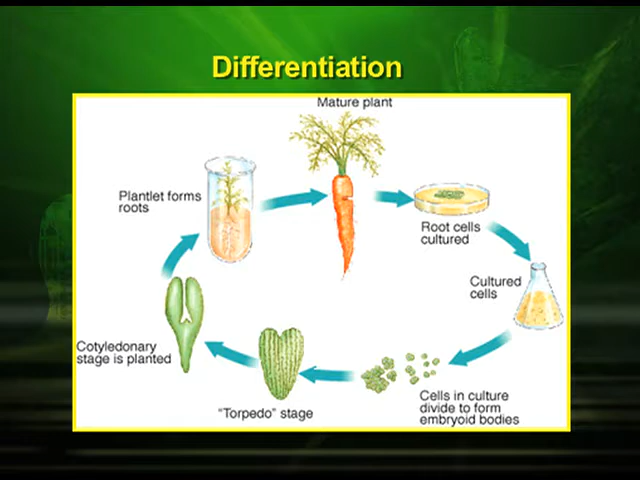 Differentiation
Mature plant
Plantlet forms
roots
Root cells
cultured
Cultured
cells
Cotyledonary
stage is planted
"Torpedo" stage
Cells in culture
divide to form
embryoid bodies